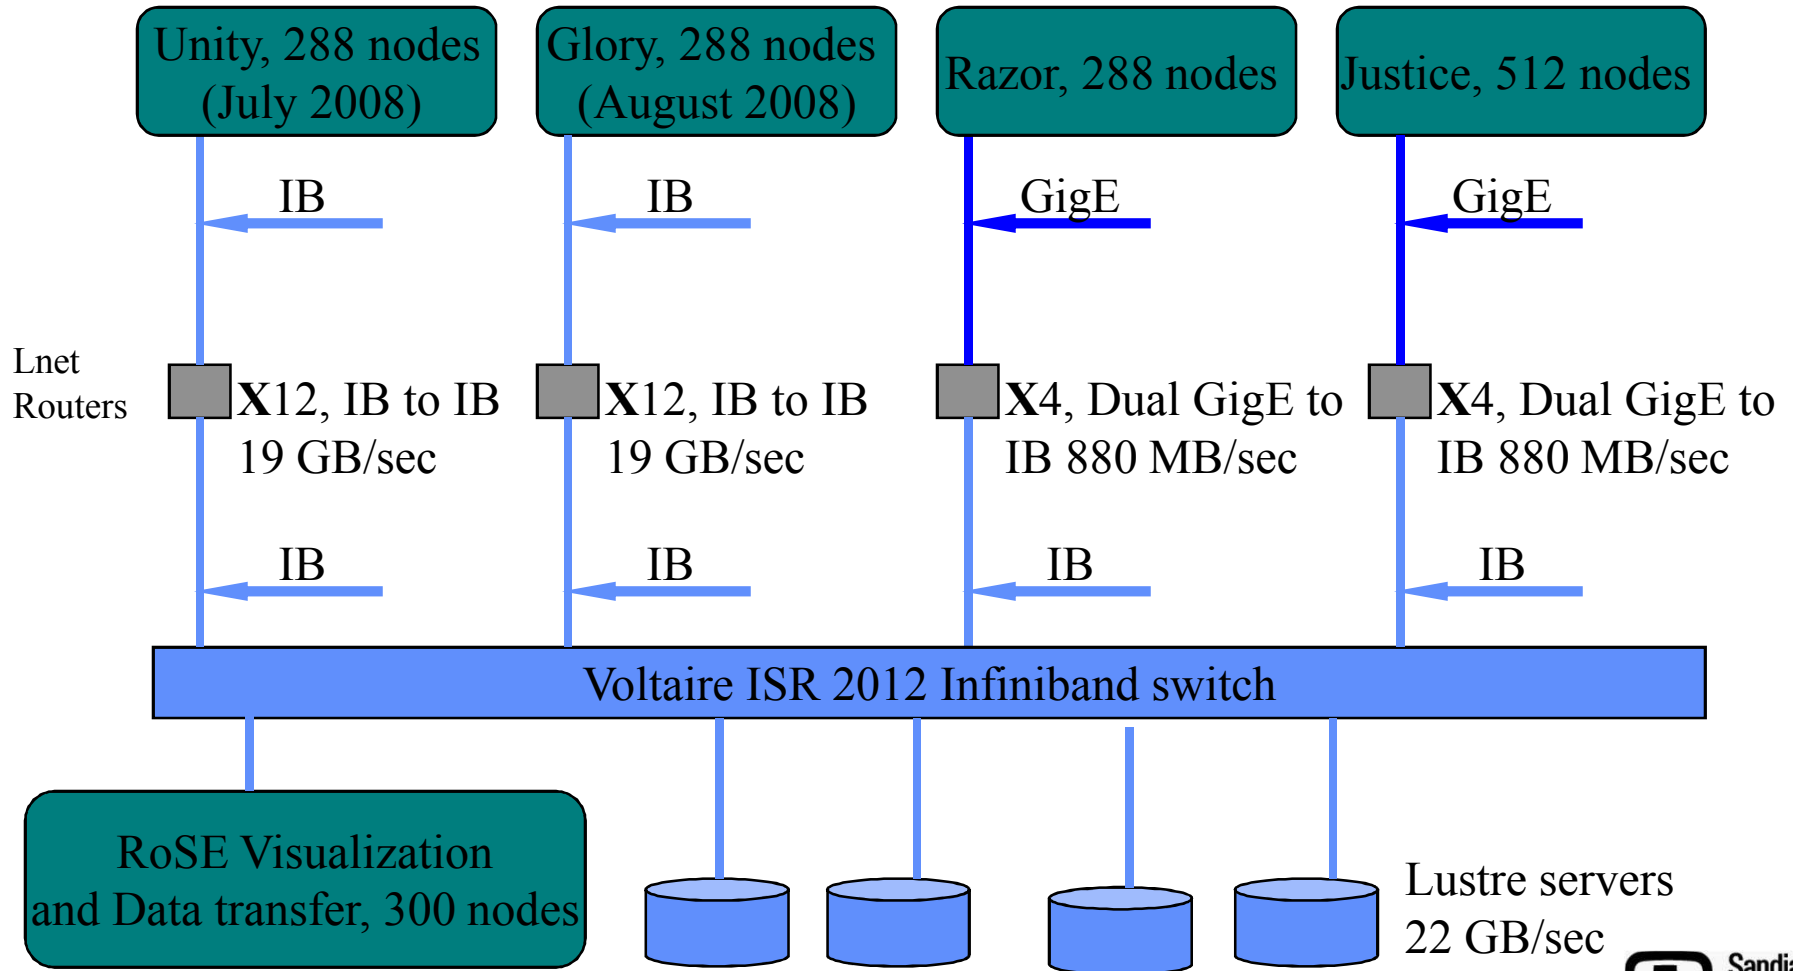 Unity, 288 nodes
(July 2008)
Glory, 288 nodes
(August 2008)
Razor, 288 nodes
Justice, 512 nodes
IB
IB
GigE
GigE
Lnet
Routers
X12, IB to IB
19 GB/sec
X12, IB to IB
19 GB/sec
X4, Dual GigE to
IB 880 MB/sec
X4, Dual GigE to
IB 880 MB/sec
IB
IB
IB
IB
Voltaire ISR 2012 Infiniband switch
RoSE Visualization
and Data transfer, 300 nodes
Lustre servers
22 GB/sec